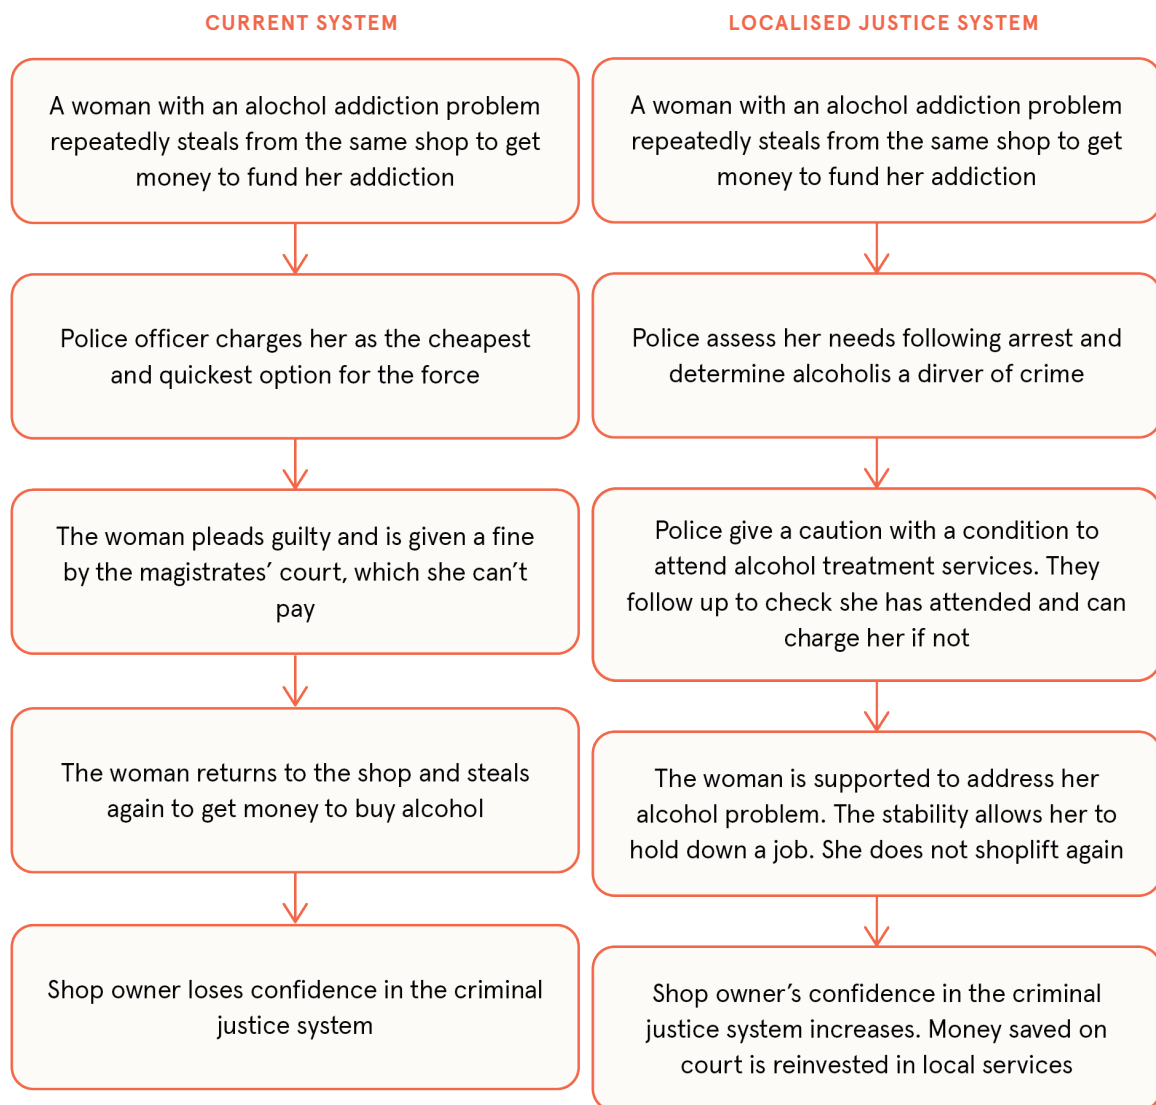 CURRENT SYSTEM
A woman with an alochol addiction problem
repeatedly steals from the same shop to get
money to fund her addiction
Police officer charges her as the cheapest
and quickest option for the force
The woman pleads guilty and is given a fine
by the magistrates’ court, which she can’t
pay
The woman returns to the shop and steals
again to get money to buy alcohol
Shop owner loses confidence in the criminal
justice system
LOCALISED JUSTICE SYSTEM
A woman with an alochol addiction problem
repeatedly steals from the same shop to get
money to fund her addiction
Police assess her needs following arrest and
determine alcoholis a dirver of crime
Police give a caution with a condition to
attend alcohol treatment services. They
follow up to check she has attended and can
charge her if not
The woman is supported to address her
alcohol problem. The stability allows her to
hold down a job. She does not shoplift again
Shop owner’s confidence in the criminal
justice system increases. Money saved on
court is reinvested in local services